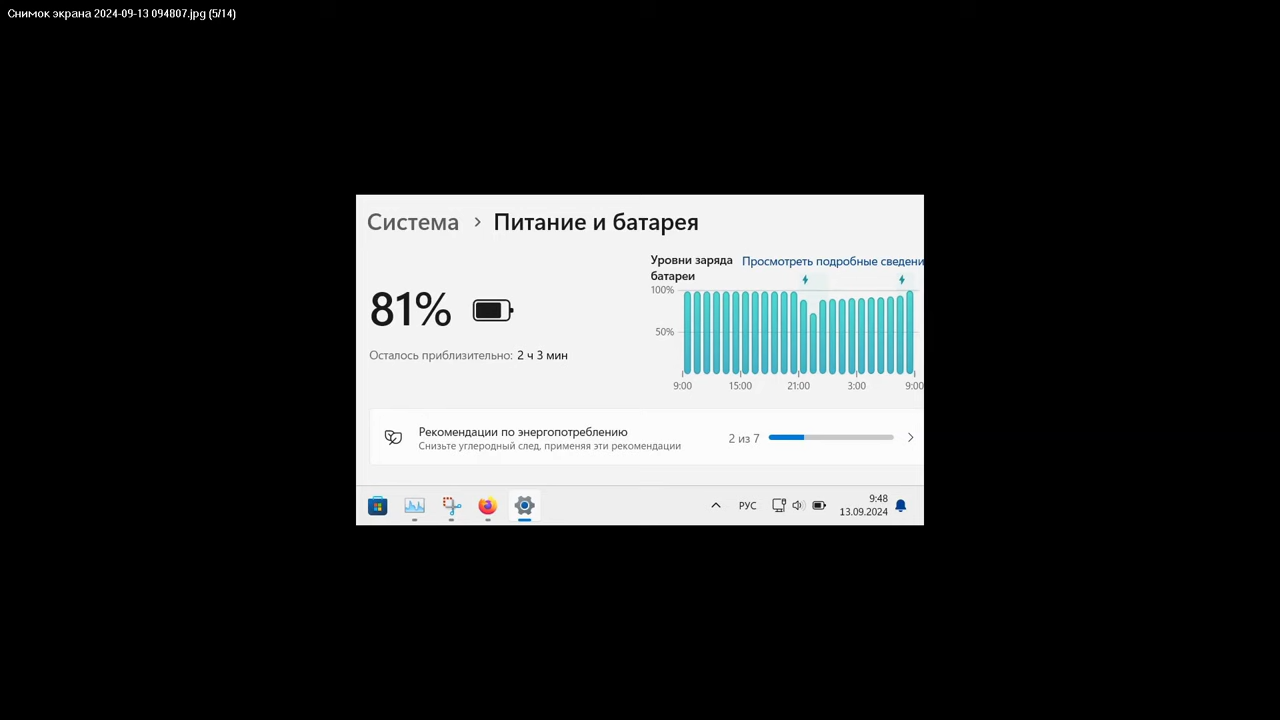 Снимок экрана 2024-09-13 094807.jpg (5/14)
Система > Питание и батарея
Уровни заряда батареи
Просмотреть подробные сведени
81%
Осталось приблизительно: 2 ч 3 мин
100%
50%
9:00 15:00 21:00 3:00 9:00
Рекомендации по энергопотреблению
Снизьте углеродный след, применяя эти рекомендации
2 из 7
РУС
9:48
13.09.2024